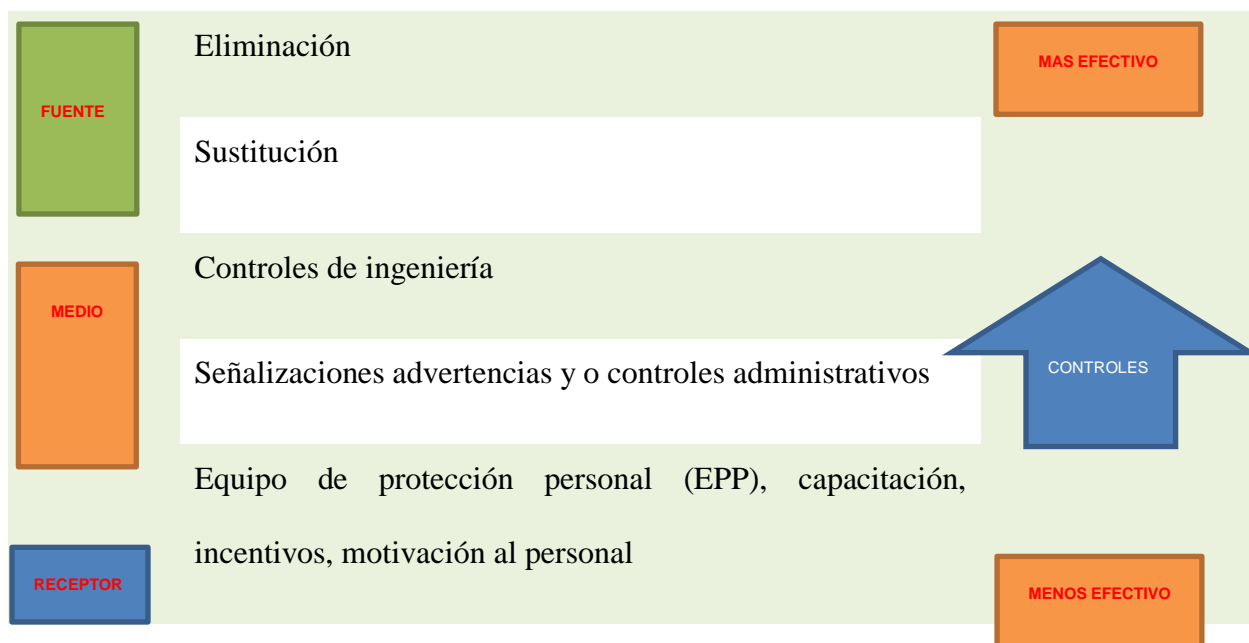 FUENTE
Eliminación
MAS EFECTIVO
Sustitución
MEDIO
Controles de ingeniería
Señalizaciones advertencias y o controles administrativos
CONTROLES
Equipo de protección personal (EPP), capacitación,
incentivos, motivación al personal
RECEPTOR
MENOS EFECTIVO